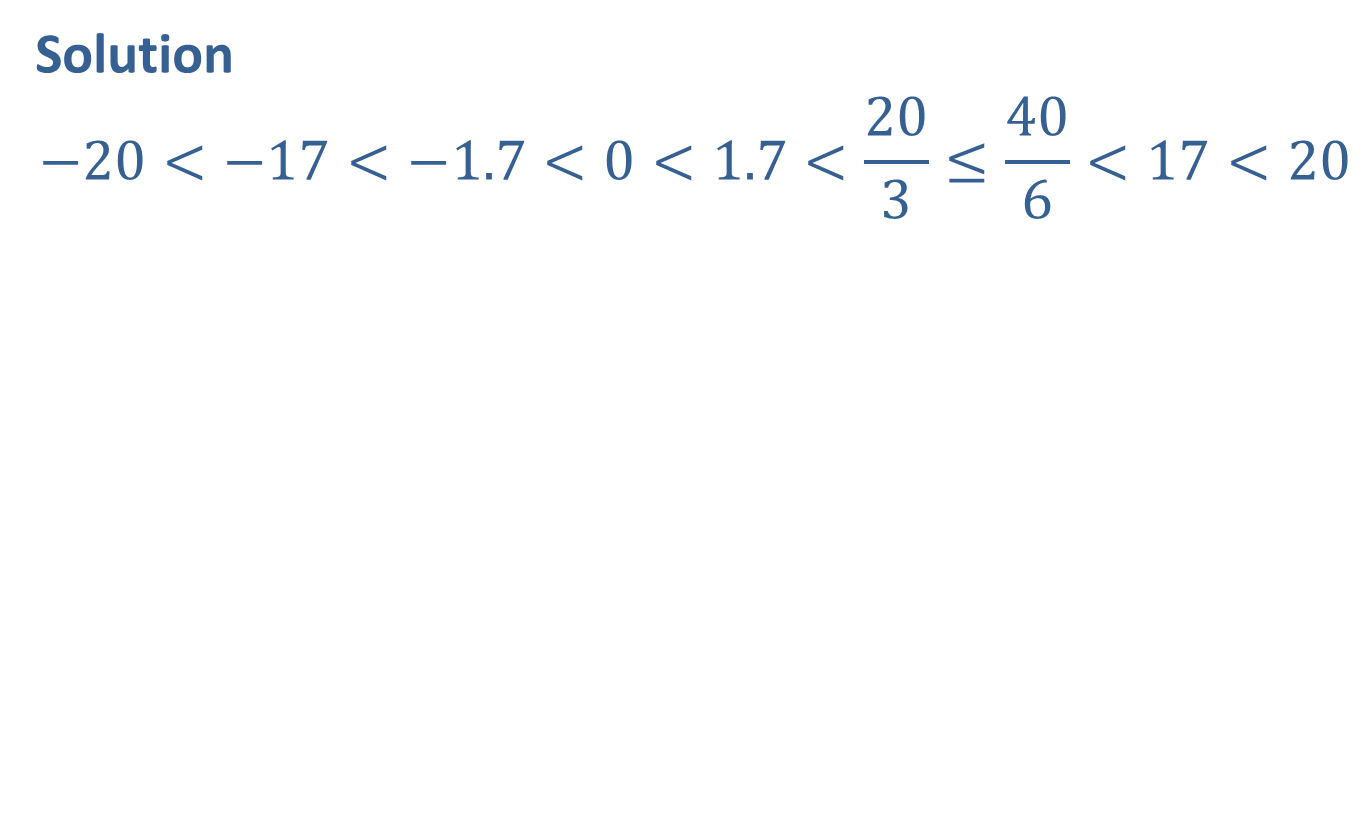 Solution
−20 < −17 < −1.7 < 0 < 1.7 < 20/3 ≤ 40/6 < 17 < 20